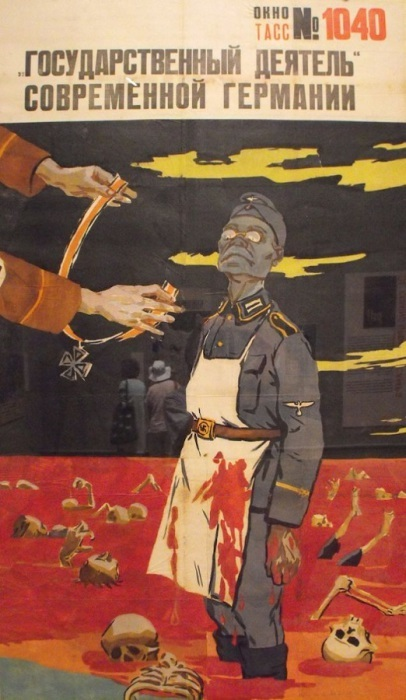 ОКНО
ТАСС № 1040
„ГОСУДАРСТВЕННЫЙ ДЕЯТЕЛЬ“
СОВРЕМЕННОЙ ГЕРМАНИИ